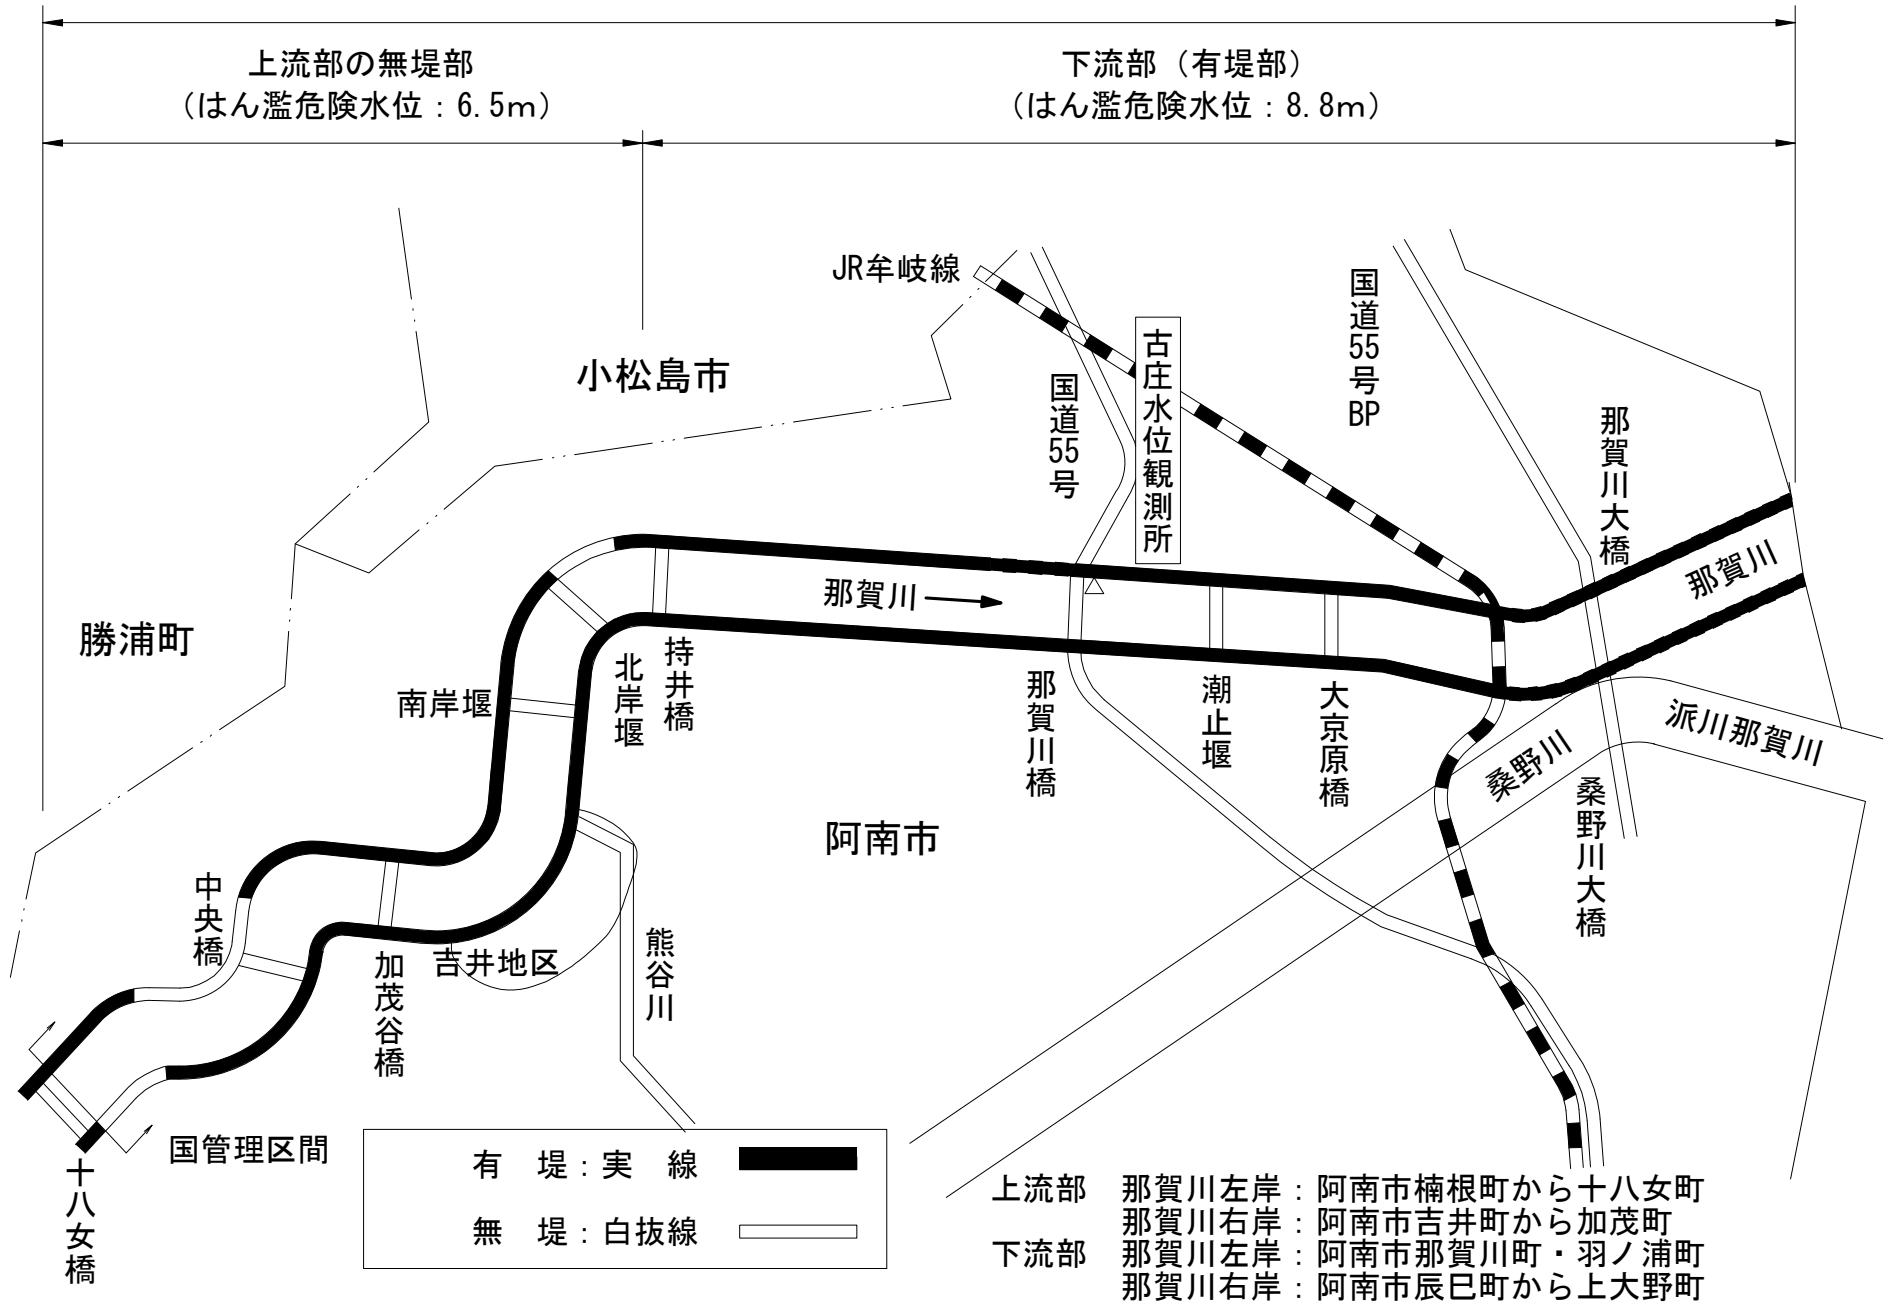 上流部の無堤部
（はん濫危険水位：6.5m）
下流部（有堤部）
（はん濫危険水位：8.8m）
JR牟岐線
国道55号
古庄水位観測所
国道55号BP
那賀川大橋
小松島市
勝浦町
那賀川
那賀川
南岸堰
北岸堰
持井橋
那賀川橋
潮止堰
大京原橋
桑野川
派川那賀川
桑野川大橋
阿南市
中央橋
加茂谷橋
吉井地区
熊谷川
国管理区間
十八女橋
有　堤：実　線
無　堤：白抜線
上流部　那賀川左岸：阿南市楠根町から十八女町
那賀川右岸：阿南市吉井町から加茂町
下流部　那賀川左岸：阿南市那賀川町・羽ノ浦町
那賀川右岸：阿南市辰巳町から上大野町